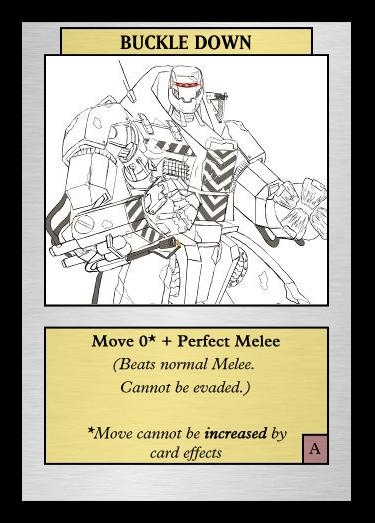 BUCKLE DOWN
Move 0* + Perfect Melee
(Beats normal Melee.
Cannot be evaded.)
*Move cannot be increased by
card effects
A